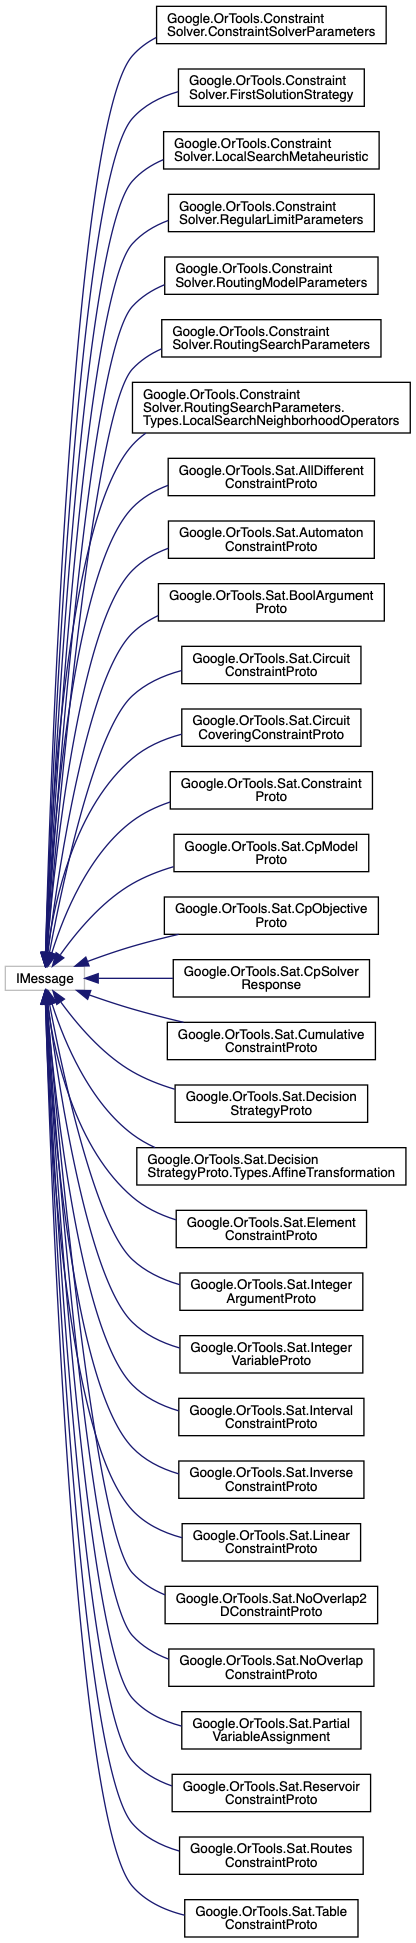 Google.OrTools.Constraint
Solver.ConstraintSolverParameters
Google.OrTools.Constraint
Solver.FirstSolutionStrategy
Google.OrTools.Constraint
Solver.LocalSearchMetaheuristic
Google.OrTools.Constraint
Solver.RegularLimitParameters
Google.OrTools.Constraint
Solver.RoutingModelParameters
Google.OrTools.Constraint
Solver.RoutingSearchParameters
Google.OrTools.Constraint
Solver.RoutingSearchParameters.
Types.LocalSearchNeighborhoodOperators
Google.OrTools.Sat.AllDifferent
ConstraintProto
Google.OrTools.Sat.Automaton
ConstraintProto
Google.OrTools.Sat.BoolArgument
Proto
Google.OrTools.Sat.Circuit
ConstraintProto
Google.OrTools.Sat.Circuit
CoveringConstraintProto
Google.OrTools.Sat.Constraint
Proto
Google.OrTools.Sat.CpModel
Proto
Google.OrTools.Sat.CpObjective
Proto
IMessage
Google.OrTools.Sat.CpSolver
Response
Google.OrTools.Sat.Cumulative
ConstraintProto
Google.OrTools.Sat.Decision
StrategyProto
Google.OrTools.Sat.Decision
StrategyProto.Types.AffineTransformation
Google.OrTools.Sat.Element
ConstraintProto
Google.OrTools.Sat.Integer
ArgumentProto
Google.OrTools.Sat.Integer
VariableProto
Google.OrTools.Sat.Interval
ConstraintProto
Google.OrTools.Sat.Inverse
ConstraintProto
Google.OrTools.Sat.Linear
ConstraintProto
Google.OrTools.Sat.NoOverlap2
DConstraintProto
Google.OrTools.Sat.NoOverlap
ConstraintProto
Google.OrTools.Sat.Partial
VariableAssignment
Google.OrTools.Sat.Reservoir
ConstraintProto
Google.OrTools.Sat.Routes
ConstraintProto
Google.OrTools.Sat.Table
ConstraintProto